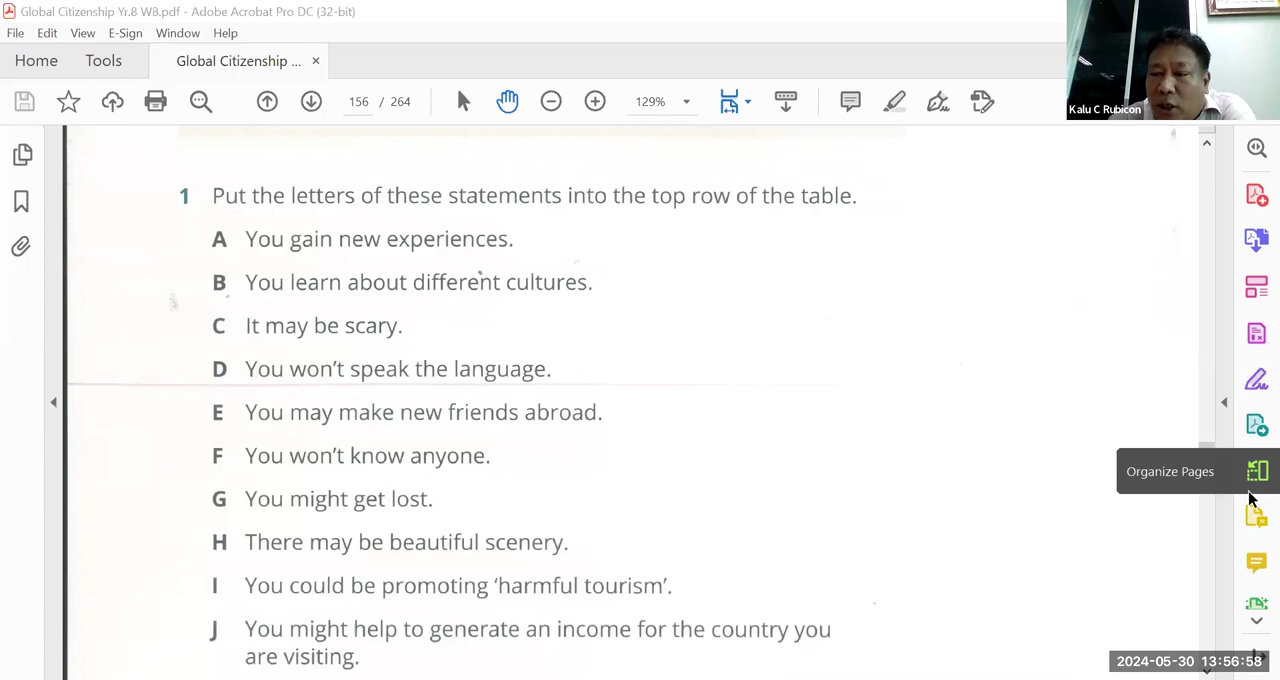 Global Citizenship Yr.8 WB.pdf - Adobe Acrobat Pro DC (32-bit)
File Edit View E-Sign Window Help
Home Tools Global Citizenship ... ×
156 / 264 129%
Kalu C Rubicon
1 Put the letters of these statements into the top row of the table.
A You gain new experiences.
B You learn about different cultures.
C It may be scary.
D You won’t speak the language.
E You may make new friends abroad.
F You won’t know anyone.
Organize Pages
G You might get lost.
H There may be beautiful scenery.
I You could be promoting ‘harmful tourism’.
J You might help to generate an income for the country you
are visiting.
2024-05-30 13:56:58